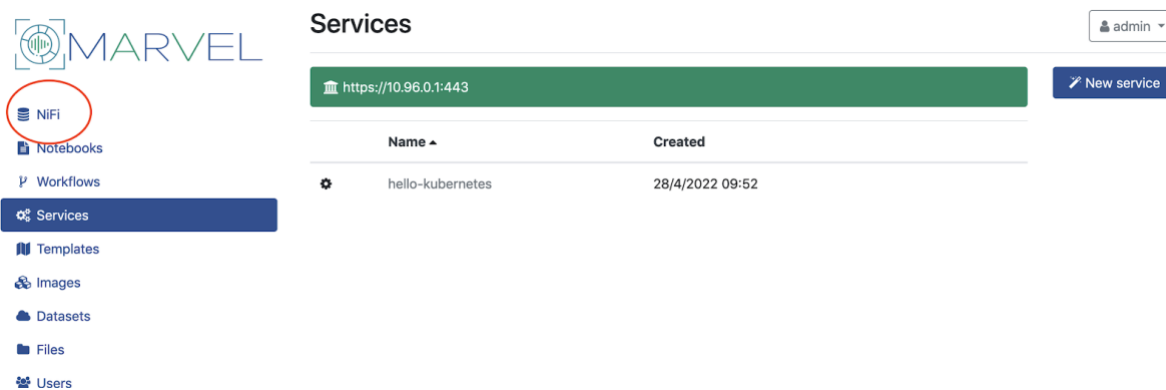 MARVEL
NiFi
Notebooks
Workflows
Services
Templates
Images
Datasets
Files
Users
Services
admin
https://10.96.0.1:443
New service
Name Created
hello-kubernetes 28/4/2022 09:52